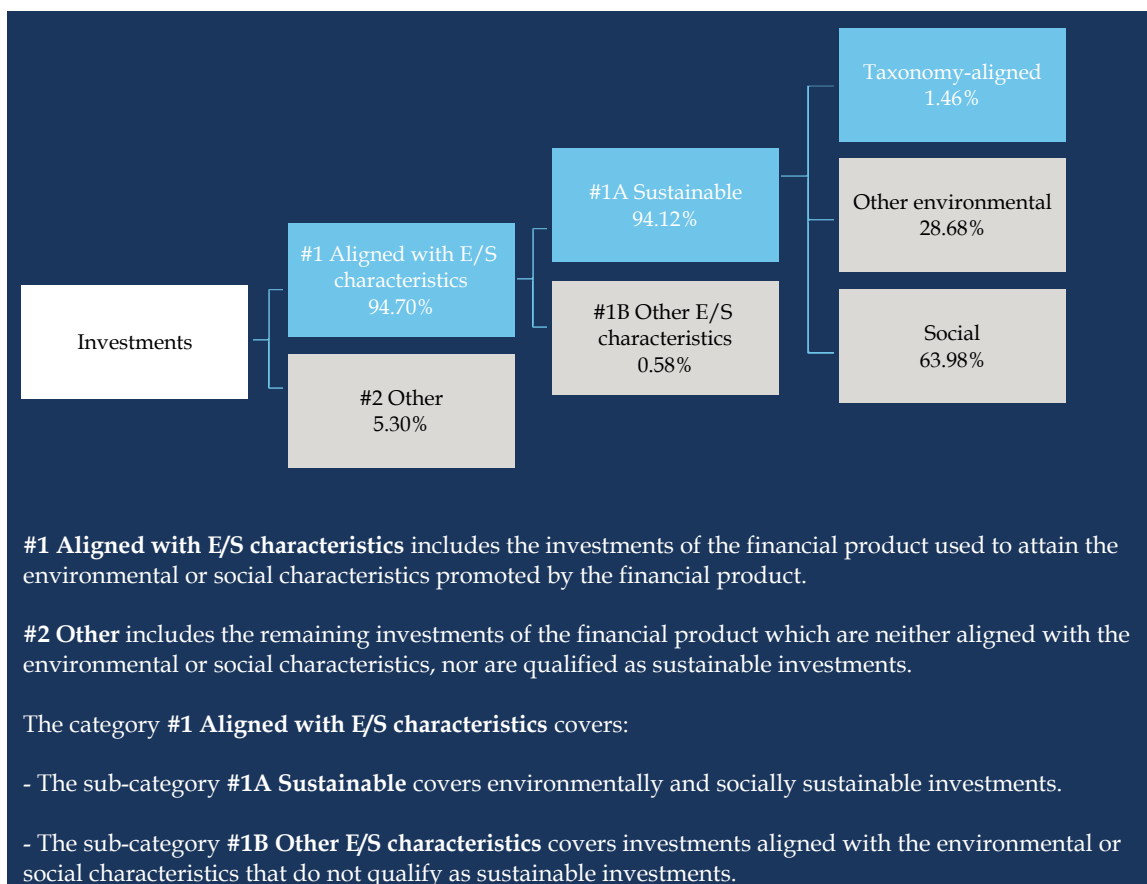 Investments
#1 Aligned with E/S
characteristics
94.70%
#2 Other
5.30%
#1A Sustainable
94.12%
#1B Other E/S
characteristics
0.58%
Taxonomy-aligned
1.46%
Other environmental
28.68%
Social
63.98%
#1 Aligned with E/S characteristics includes the investments of the financial product used to attain the
environmental or social characteristics promoted by the financial product.
#2 Other includes the remaining investments of the financial product which are neither aligned with the
environmental or social characteristics, nor are qualified as sustainable investments.
The category #1 Aligned with E/S characteristics covers:
- The sub-category #1A Sustainable covers environmentally and socially sustainable investments.
- The sub-category #1B Other E/S characteristics covers investments aligned with the environmental or
social characteristics that do not qualify as sustainable investments.